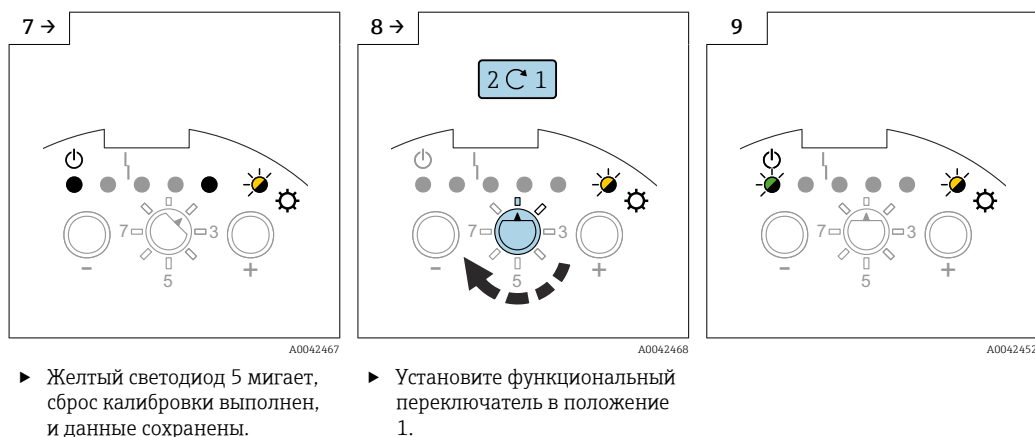 7 →
8 →
9
2 1
7 3
5
- +
7 3
5
- +
7 3
5
- +
A0042467
A0042468
A0042452
▶ Желтый светодиод 5 мигает,
сброс калибровки выполнен,
и данные сохранены.
▶ Установите функциональный
переключатель в положение
1.